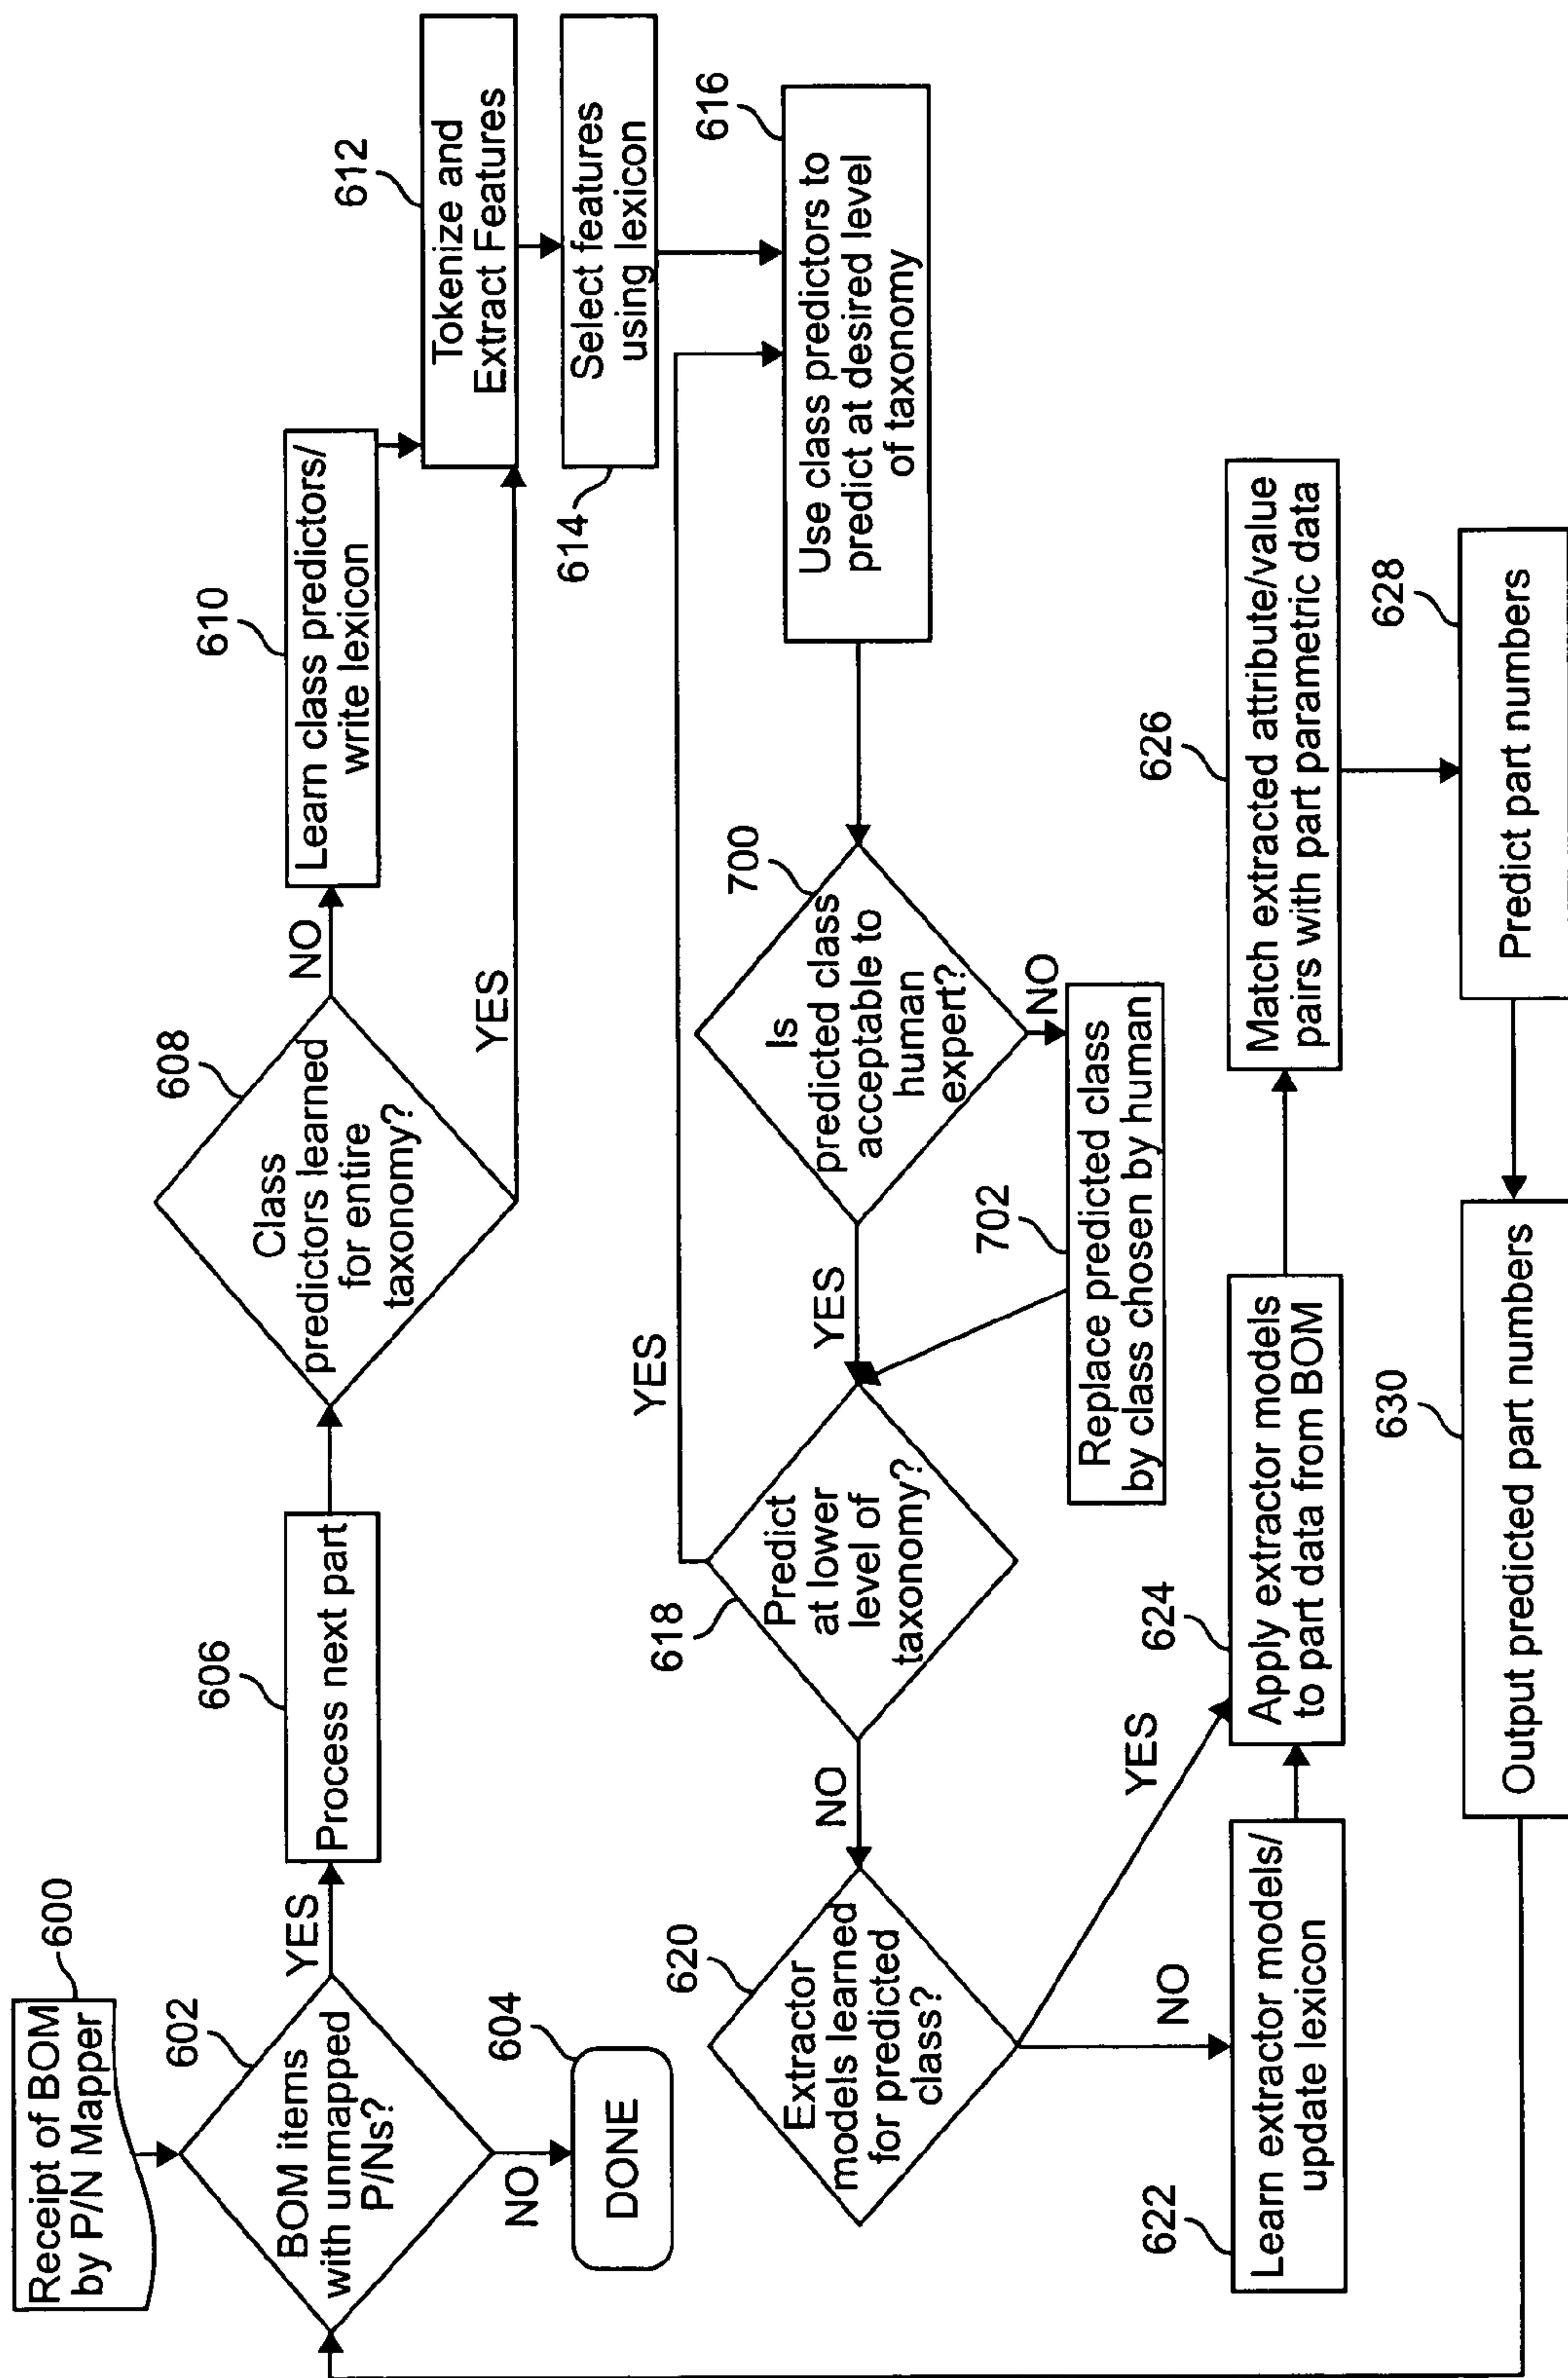 Receipt of BOM
by P/N Mapper
600
602
BOM items
with unmapped
P/Ns?
YES
NO
604
DONE
606
Process next part
608
Class
predictors learned
for entire
taxonomy?
NO
YES
610
Learn class predictors/
write lexicon
612
Tokenize and
Extract Features
614
Select features
using lexicon
616
Use class predictors to
predict at desired level
of taxonomy
700
Is
predicted class
acceptable to
human
expert?
NO
YES
702
Replace predicted class
by class chosen by human
618
Predict
at lower
level of
taxonomy?
YES
NO
620
Extractor
models learned
for predicted
class?
YES
NO
622
Learn extractor models/
update lexicon
624
Apply extractor models
to part data from BOM
626
Match extracted attribute/value
pairs with part parametric data
628
Predict part numbers
630
Output predicted part numbers